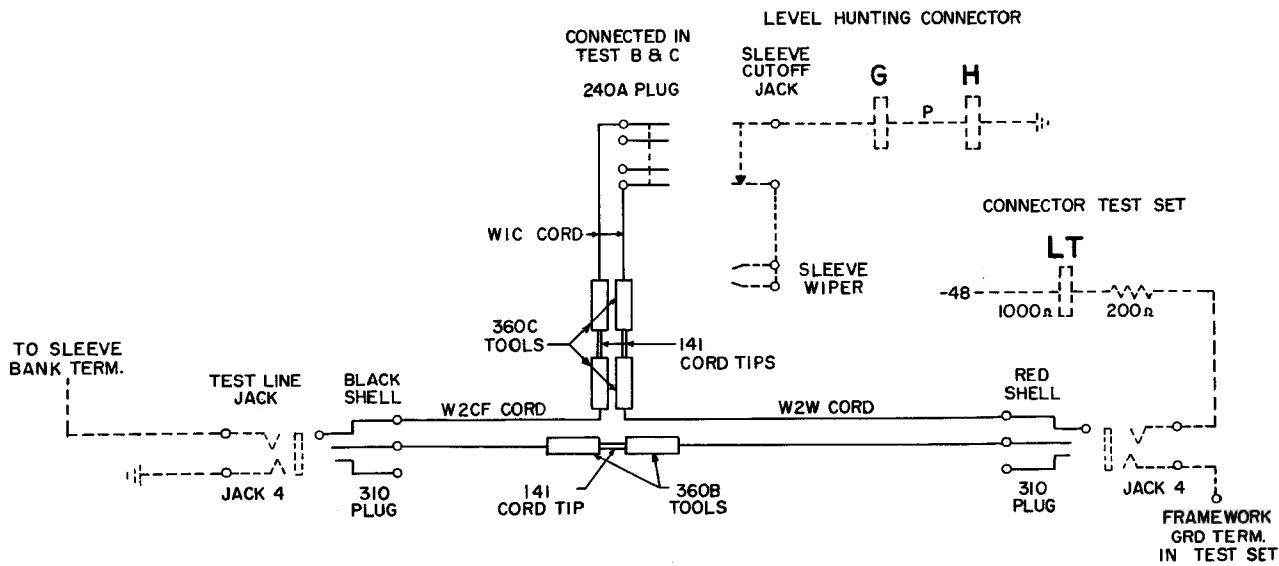 LEVEL HUNTING CONNECTOR
CONNECTED IN
TEST B & C
240A PLUG
SLEEVE
CUTOFF
JACK
G
P
H
W1C CORD
SLEEVE
WIPER
CONNECTOR TEST SET
LT
-48
1000Ω
200Ω
360C
TOOLS
141
CORD TIPS
TO SLEEVE
BANK TERM.
TEST LINE
JACK
BLACK
SHELL
W2CF CORD
W2W CORD
RED
SHELL
JACK 4
310
PLUG
141
CORD TIP
360B
TOOLS
310
PLUG
JACK 4
FRAMEWORK
GRD TERM.
IN TEST SET